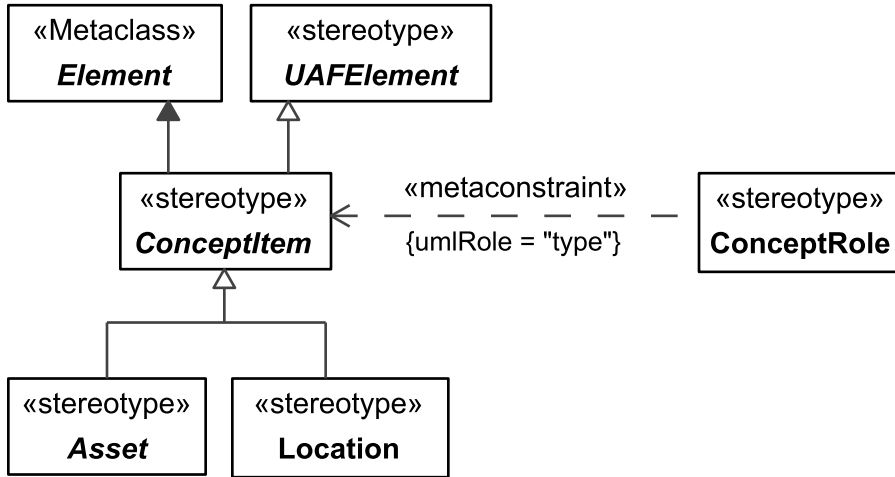 «Metaclass»
Element
«stereotype»
UAFElement
«stereotype»
ConceptItem
«metaconstraint»
{umlRole = "type"}
«stereotype»
ConceptRole
«stereotype»
Asset
«stereotype»
Location